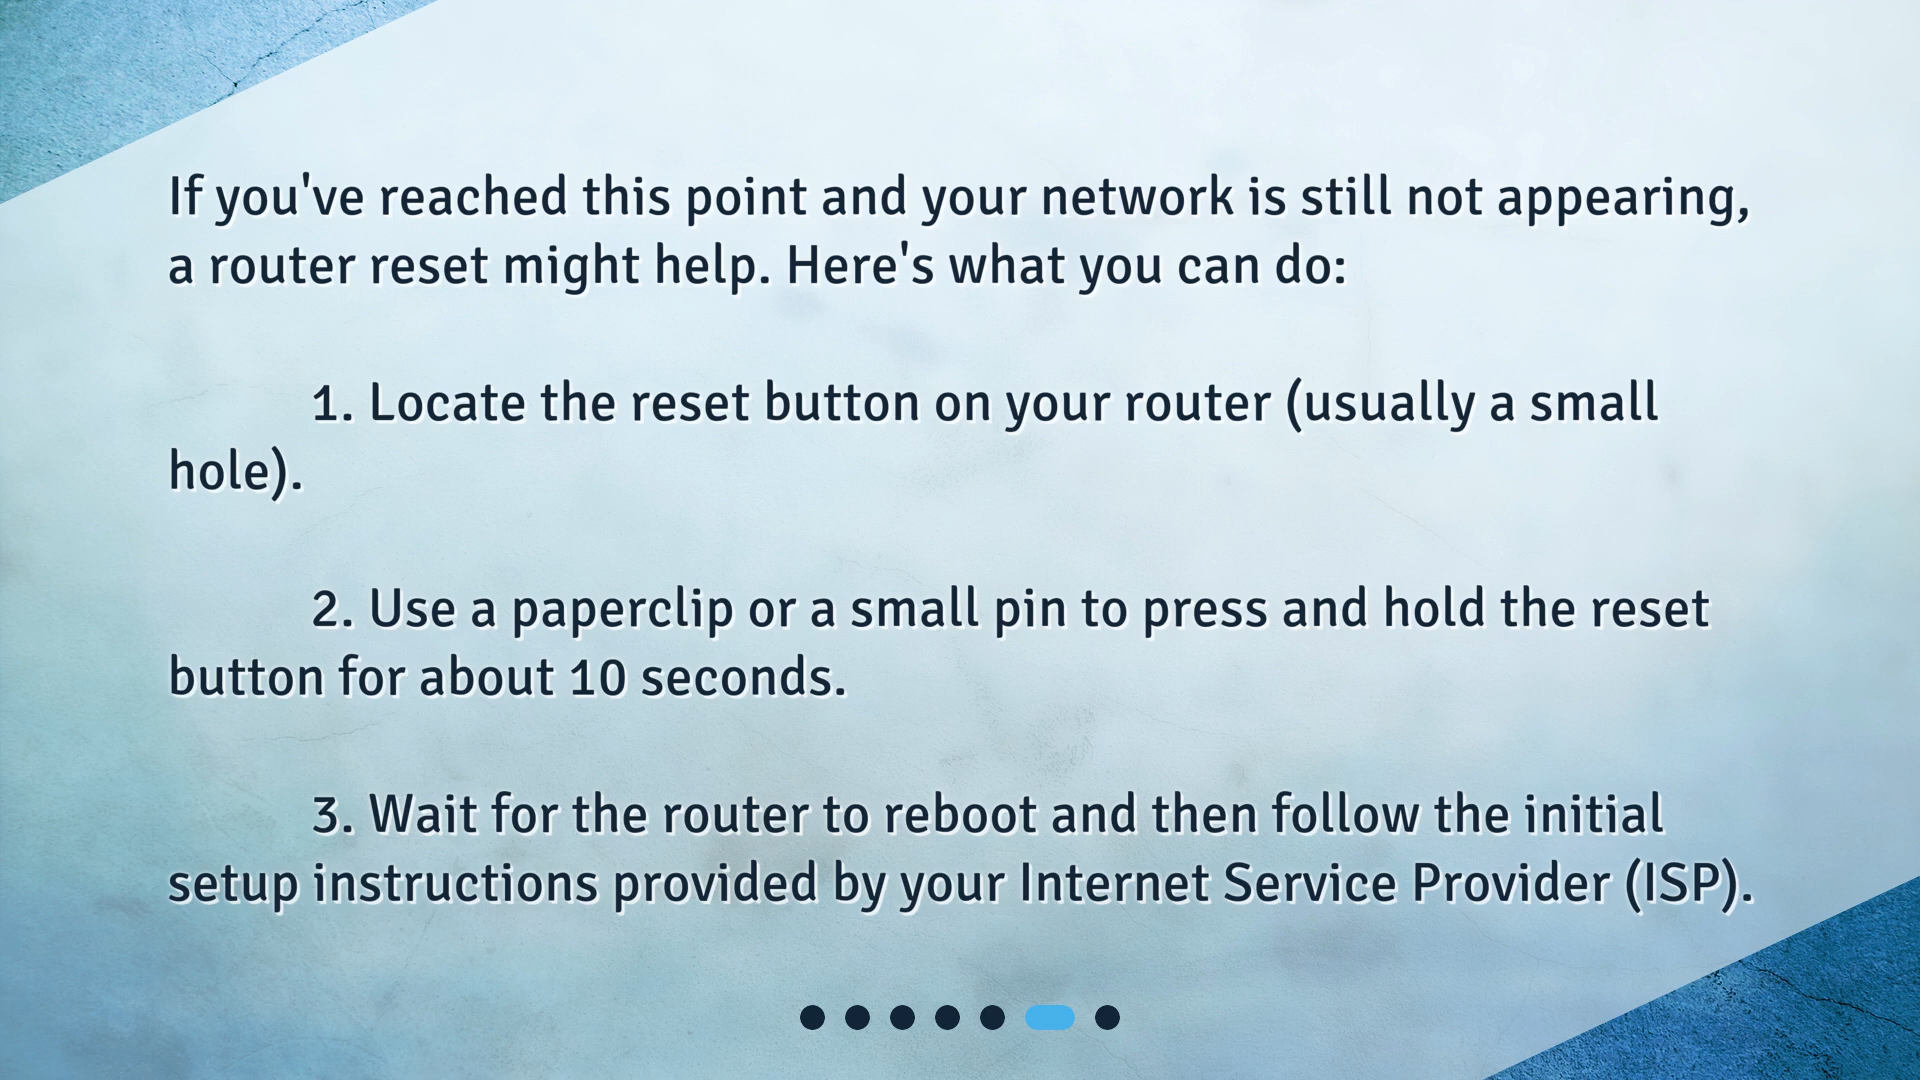 If you've reached this point and your network is still not appearing,
a router reset might help. Here's what you can do:
1. Locate the reset button on your router (usually a small
hole).
2. Use a paperclip or a small pin to press and hold the reset
button for about 10 seconds.
3. Wait for the router to reboot and then follow the initial
setup instructions provided by your Internet Service Provider (ISP).